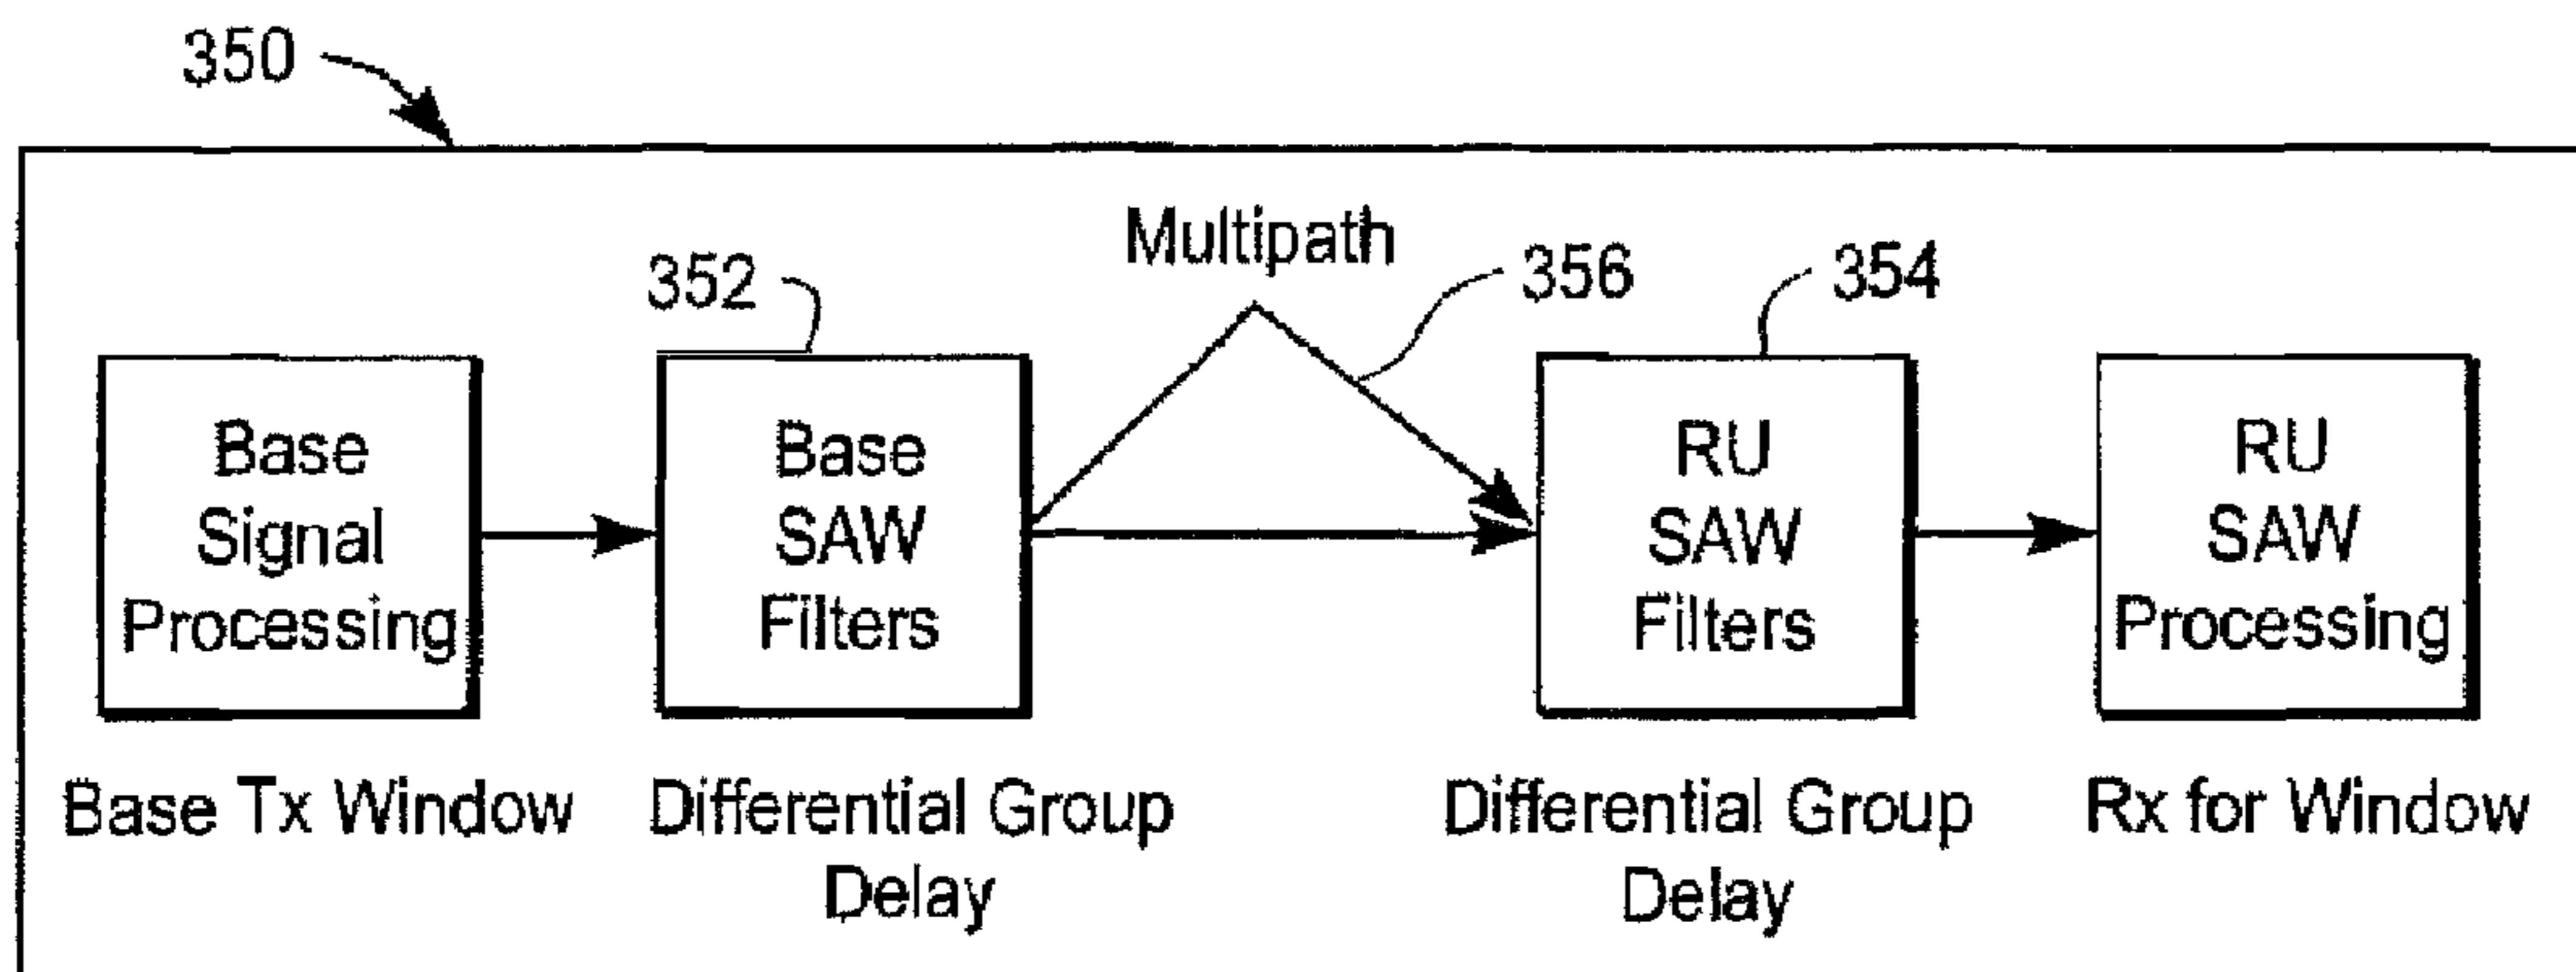 350
Multipath
352
356
354
Base
Signal
Processing
Base
SAW
Filters
RU
SAW
Filters
RU
SAW
Processing
Base Tx Window
Differential Group
Delay
Differential Group
Delay
Rx for Window